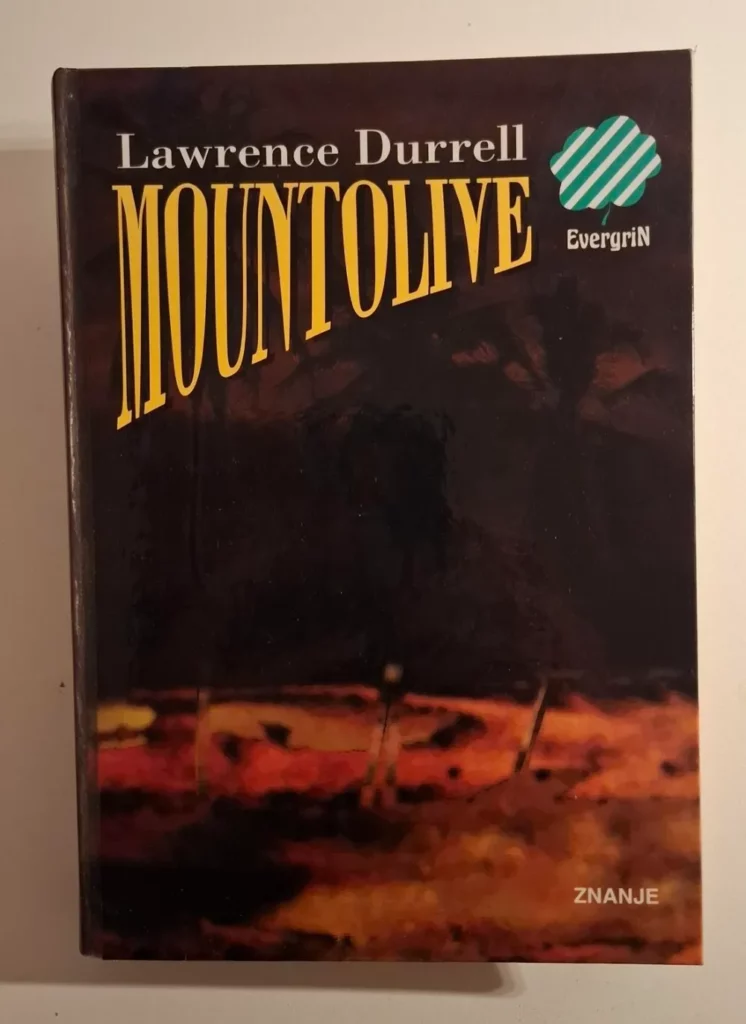 Lawrence Durrell
MOUNTOLIVE
EvergriN
ZNANJE